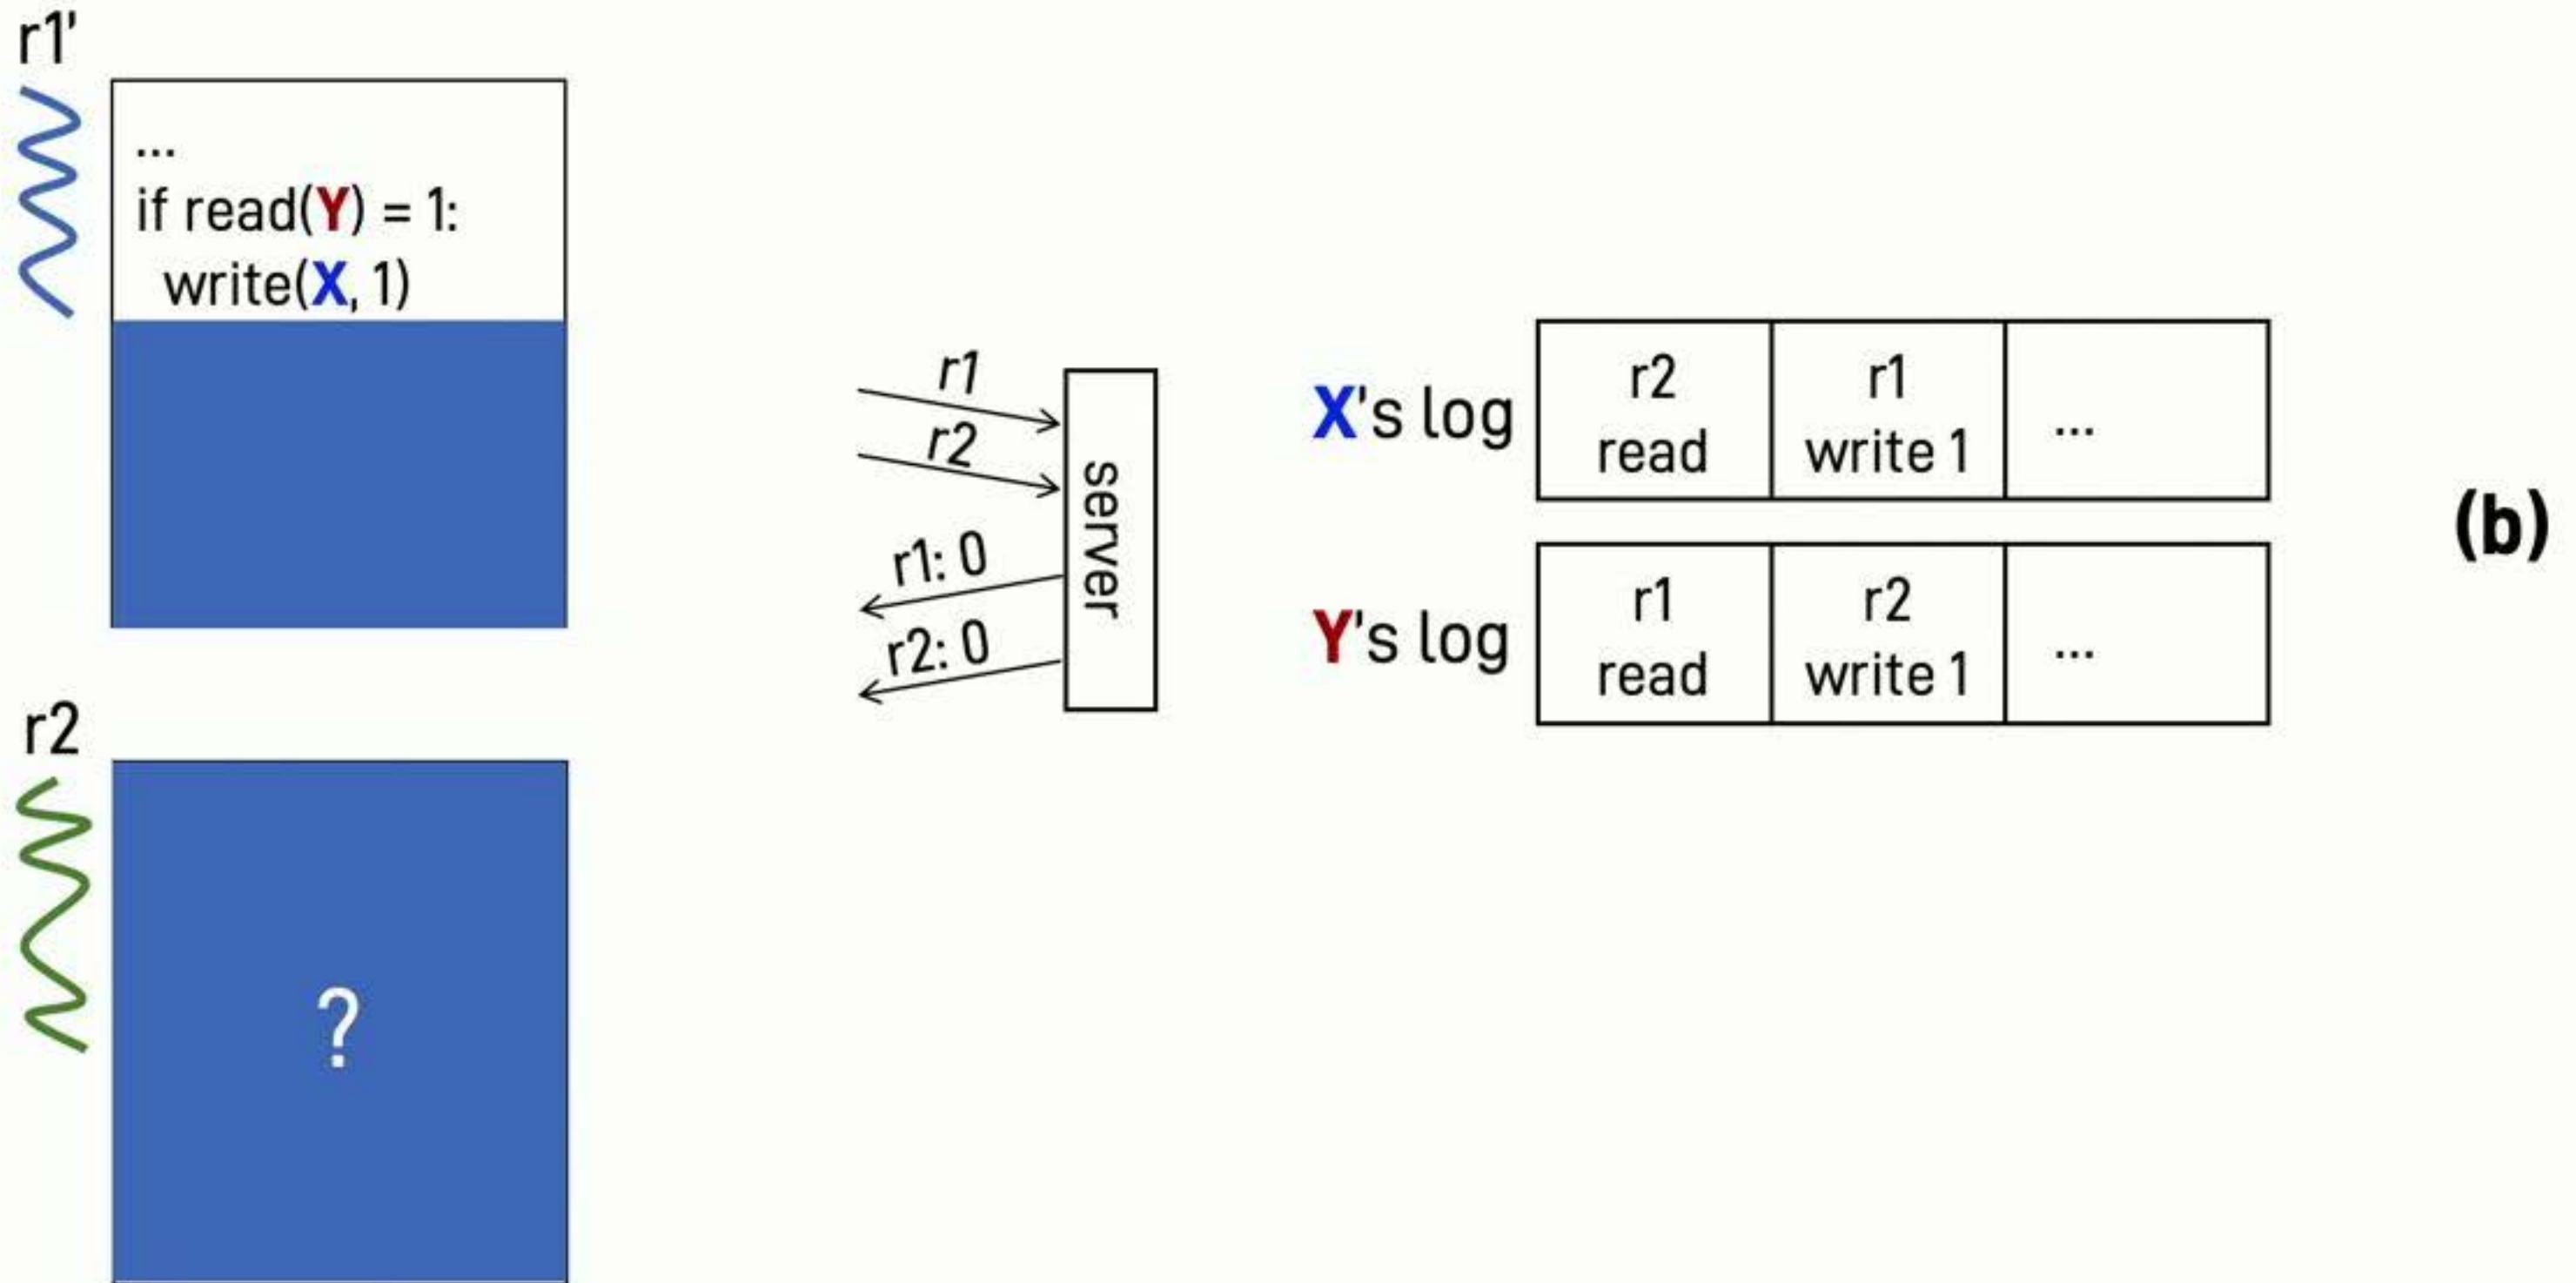 r1'
...
if read(Y) = 1:
write(X, 1)
r2
?
r1
r2
r1: 0
r2: 0
server
X's log
r2
read
r1
write 1
...
Y's log
r1
read
r2
write 1
...
(b)